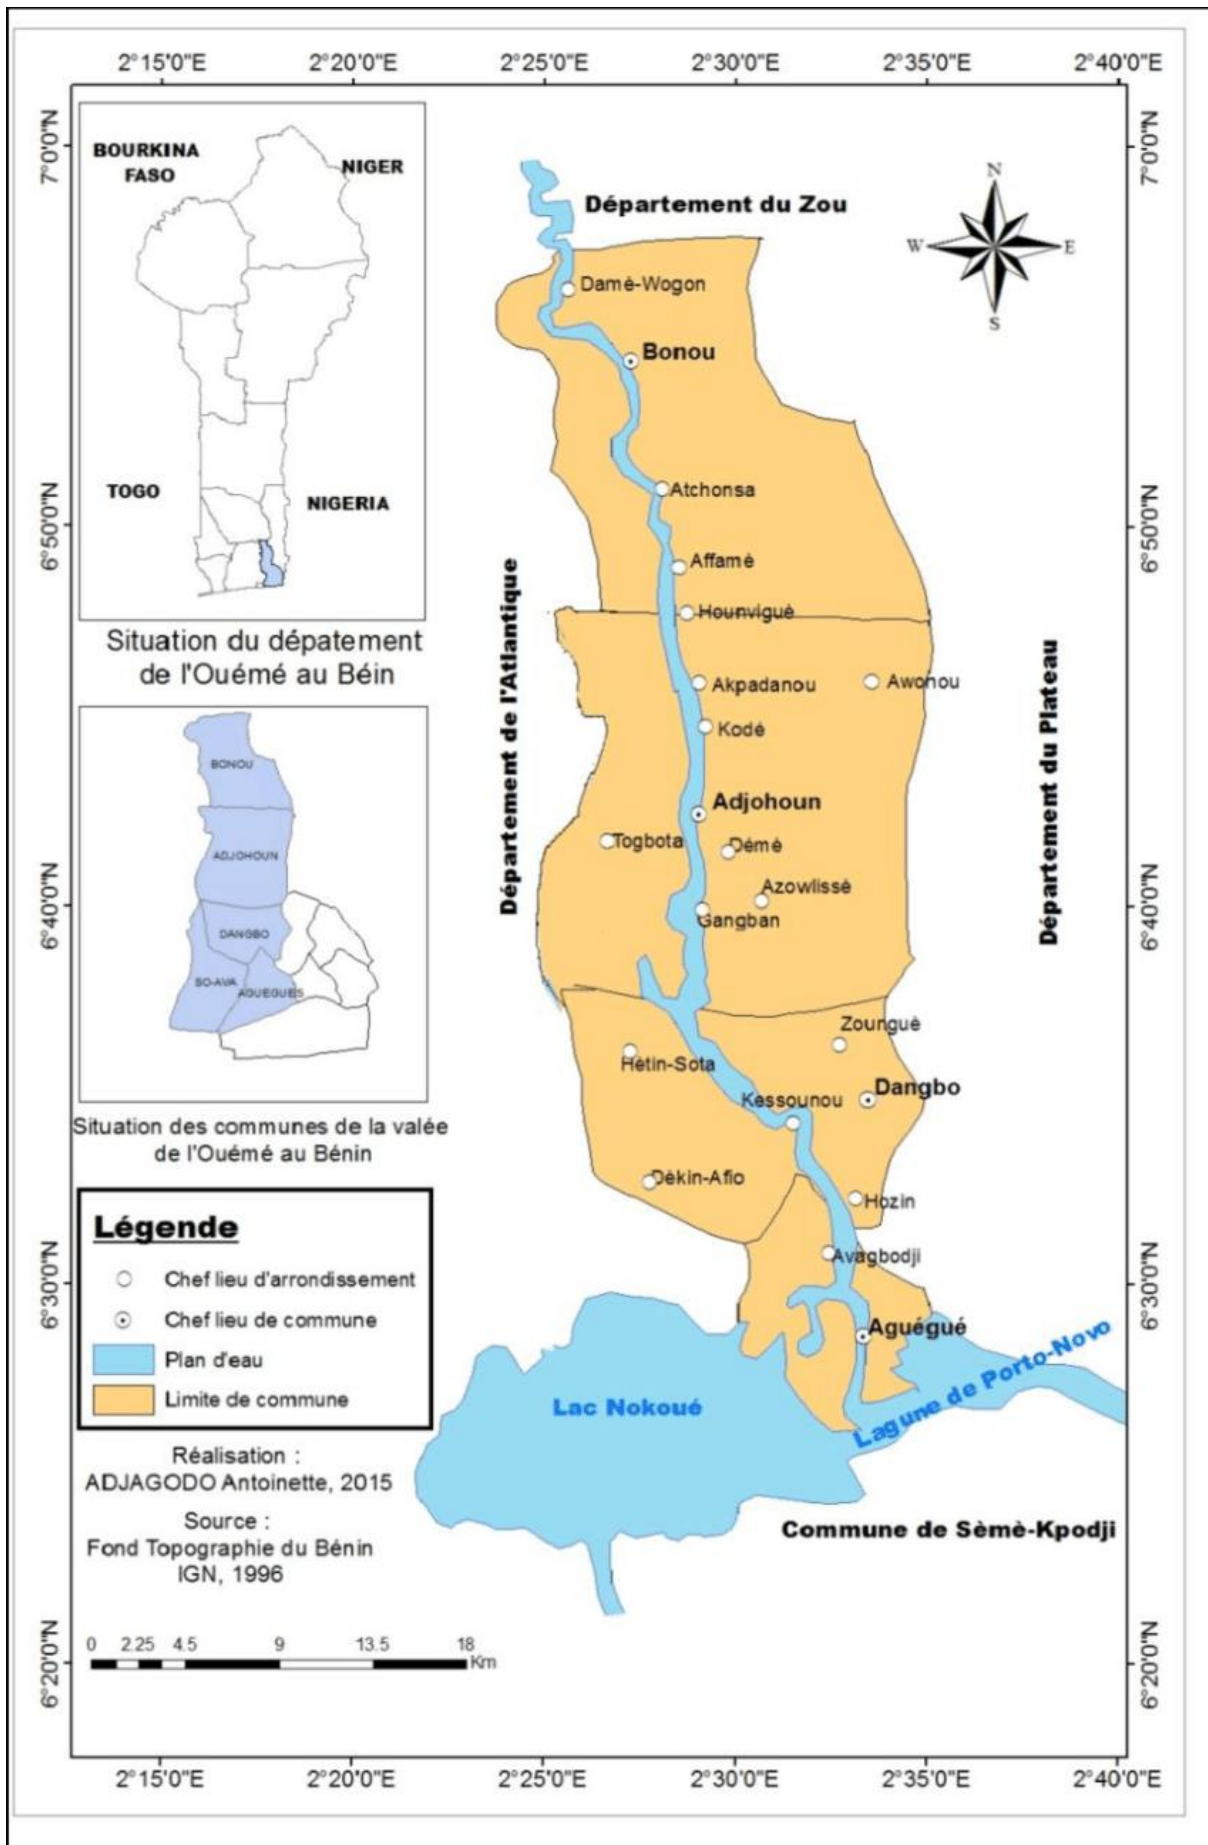 2°15'0"E 2°20'0"E 2°25'0"E 2°30'0"E 2°35'0"E 2°40'0"E
7°0'0"N
6°50'0"N
6°40'0"N
6°30'0"N
6°20'0"N
BOURKINA
FASO
NIGER
TOGO
NIGERIA
Situation du dépatement
de l'Ouémé au Béin
BONOU
ADJOHOUN
DANGBO
SO-AVA
AGUEGUES
Situation des communes de la valée
de l'Ouémé au Bénin
Légende
Chef lieu d'arrondissement
Chef lieu de commune
Plan d'eau
Limite de commune
Réalisation :
ADJAGODO Antoinette, 2015
Source :
Fond Topographie du Bénin
IGN, 1996
0 2.25 4.5 9 13.5 18
Km
Département du Zou
N
W E
S
Damè-Wogon
Bonou
Atchonsa
Affamè
Hounviguè
Département de l'Atlantique
Département du Plateau
Akpadanou
Awonou
Kodé
Adjohoun
Togbota
Démè
Azowlissè
Gangban
Zounguè
Hètin-Sota
Dangbo
Kessounou
Dèkin-Afio
Hozin
Avagbodji
Aguégué
Lac Nokoué
Lagune de Porto-Novo
Commune de Sèmè-Kpodji
7°0'0"N
6°50'0"N
6°40'0"N
6°30'0"N
6°20'0"N
2°15'0"E 2°20'0"E 2°25'0"E 2°30'0"E 2°35'0"E 2°40'0"E